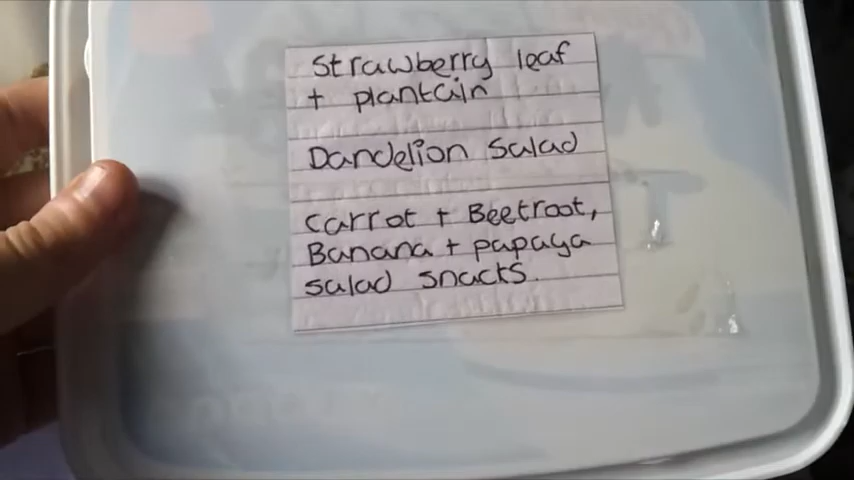 Strawberry leaf
+ plantain
Dandelion Salad
Carrot + Beetroot,
Banana + papaya
salad snacks.